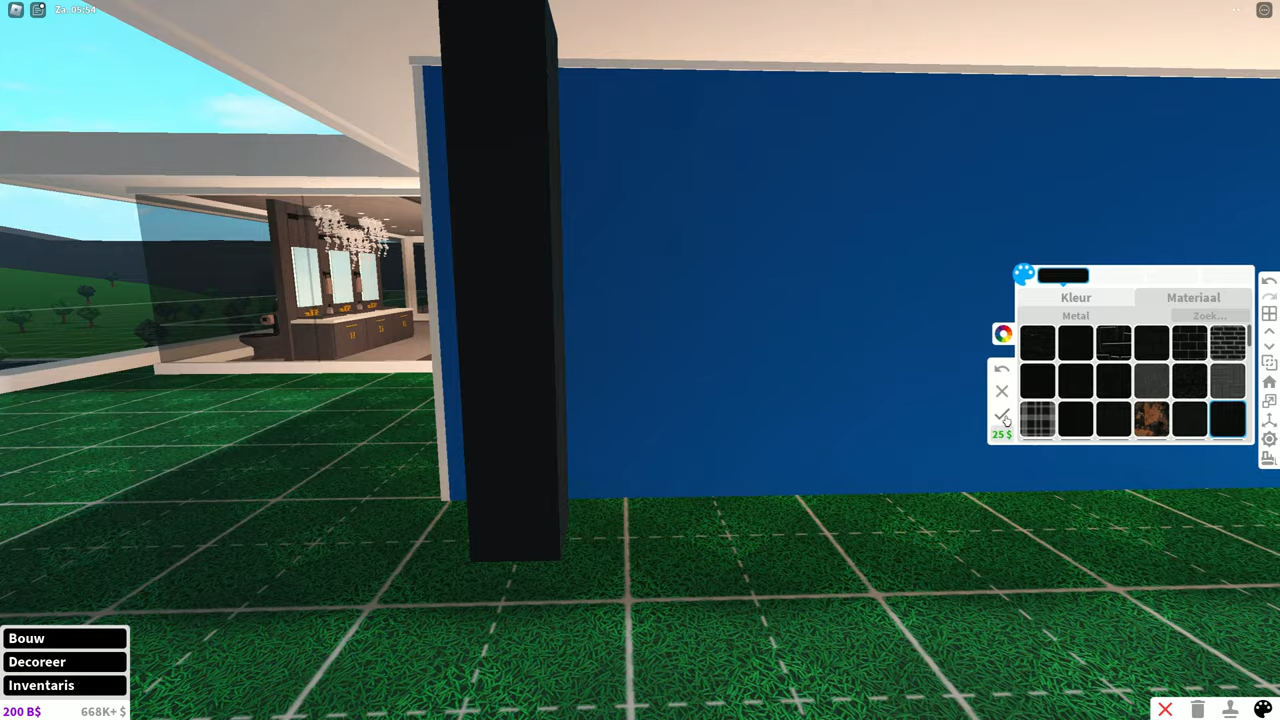 Za. 05:54
Kleur
Materiaal
Metal
Zoek...
25 $
Bouw
Decoreer
Inventaris
200 B$
668K+ $